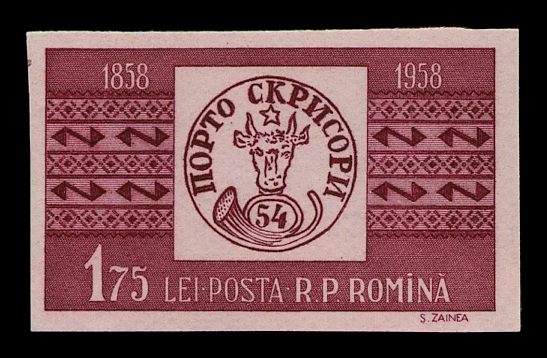 1858 1958
ПОРТО СКРИСОРИ
54
1 75 LEI · POSTA · R.P. ROMÎNĂ
S. ZAINEA